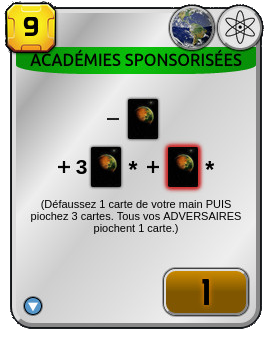 9
ACADÉMIES SPONSORISÉES
–
+ 3 * + *
(Défaussez 1 carte de votre main PUIS
piochez 3 cartes. Tous vos ADVERSAIRES
piochent 1 carte.)
1